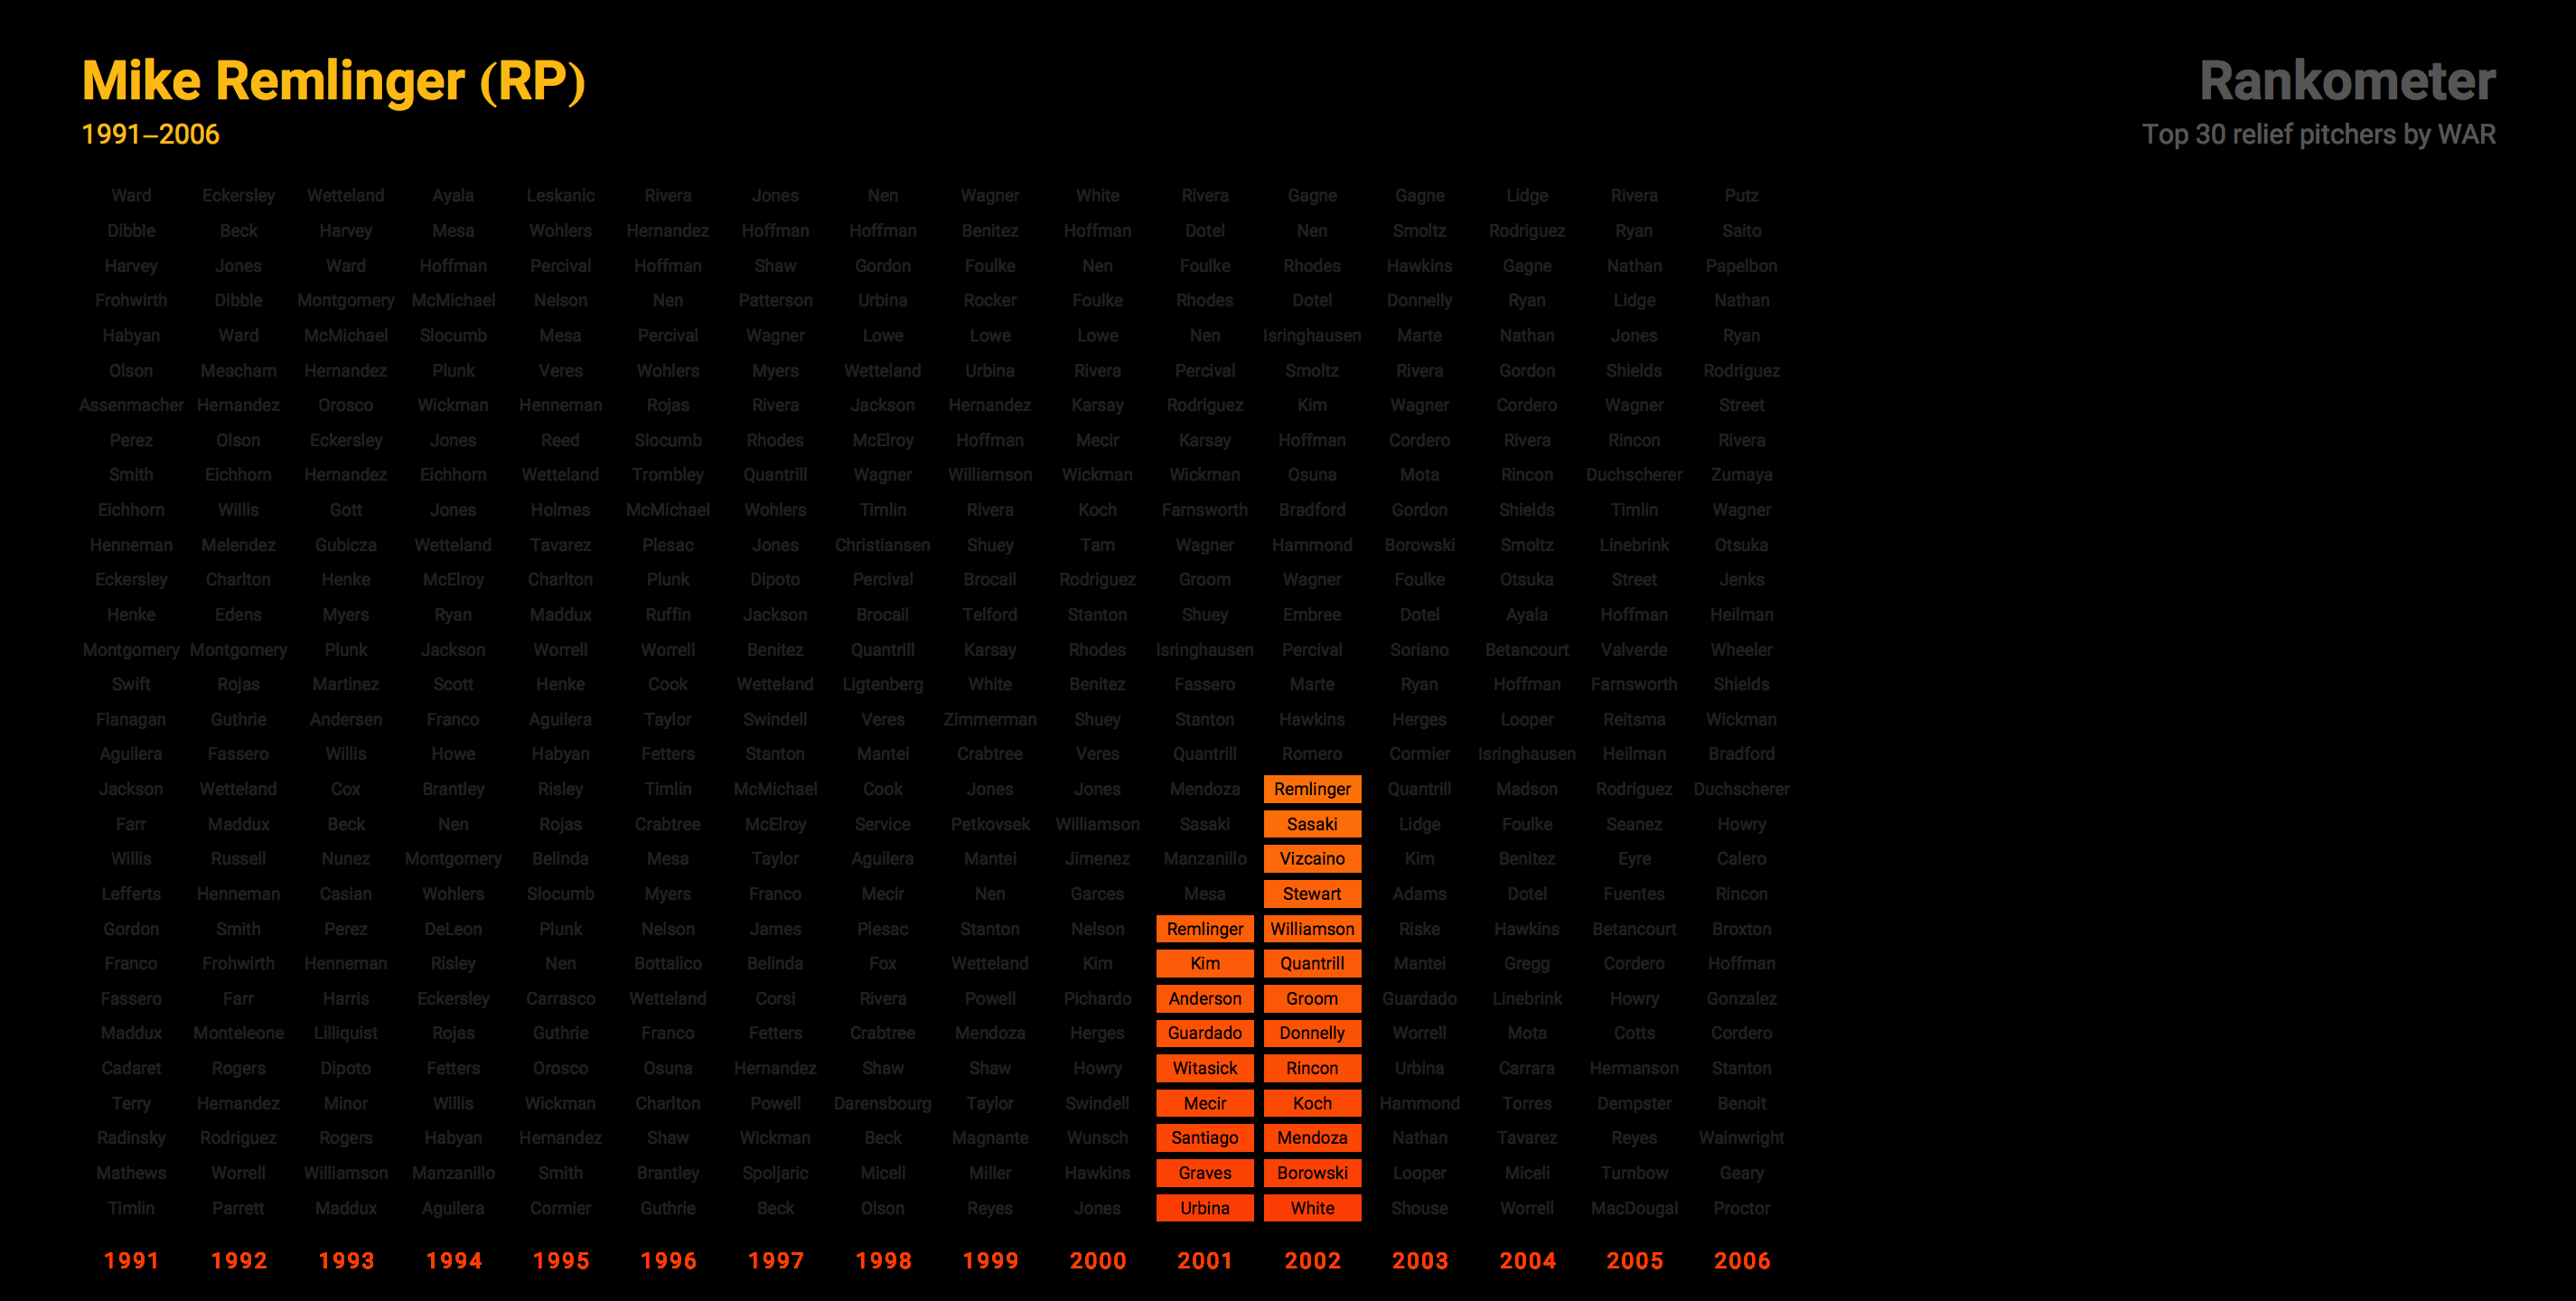 Mike Remlinger (RP)
Rankometer
1991–2006
Top 30 relief pitchers by WAR
Ward Eckersley Wetteland Ayala Leskanic Rivera Jones Nen Wagner White Rivera Gagne Gagne Lidge Rivera Putz
Dibble Beck Harvey Mesa Wohlers Hernandez Hoffman Hoffman Benitez Hoffman Dotel Nen Smoltz Rodriguez Ryan Saito
Harvey Jones Ward Hoffman Percival Hoffman Shaw Gordon Foulke Nen Foulke Rhodes Hawkins Gagne Nathan Papelbon
Frohwirth Dibble Montgomery McMichael Nelson Nen Patterson Urbina Rocker Foulke Rhodes Dotel Donnelly Ryan Lidge Nathan
Habyan Ward McMichael Slocumb Mesa Percival Wagner Lowe Lowe Lowe Nen Isringhausen Marte Nathan Jones Ryan
Olson Meacham Hernandez Plunk Veres Wohlers Myers Wetteland Urbina Rivera Percival Smoltz Rivera Gordon Shields Rodriguez
Assenmacher Hernandez Orosco Wickman Henneman Rojas Rivera Jackson Hernandez Karsay Rodriguez Kim Wagner Cordero Wagner Street
Perez Olson Eckersley Jones Reed Slocumb Rhodes McElroy Hoffman Mecir Karsay Hoffman Cordero Rivera Rincon Rivera
Smith Eichhorn Hernandez Eichhorn Wetteland Trombley Quantrill Wagner Williamson Wickman Wickman Osuna Mota Rincon Duchscherer Zumaya
Eichhorn Willis Gott Jones Holmes McMichael Wohlers Timlin Rivera Koch Farnsworth Bradford Gordon Shields Timlin Wagner
Henneman Melendez Gubicza Wetteland Tavarez Plesac Jones Christiansen Shuey Tam Wagner Hammond Borowski Smoltz Linebrink Otsuka
Eckersley Charlton Henke McElroy Charlton Plunk Dipoto Percival Brocail Rodriguez Groom Wagner Foulke Otsuka Street Jenks
Henke Edens Myers Ryan Maddux Ruffin Jackson Brocail Telford Stanton Shuey Embree Dotel Ayala Hoffman Heilman
Montgomery Montgomery Plunk Jackson Worrell Worrell Benitez Quantrill Karsay Rhodes Isringhausen Percival Soriano Betancourt Valverde Wheeler
Swift Rojas Martinez Scott Henke Cook Wetteland Ligtenberg White Benitez Fassero Marte Ryan Hoffman Farnsworth Shields
Flanagan Guthrie Andersen Franco Aguilera Taylor Swindell Veres Zimmerman Shuey Stanton Hawkins Herges Looper Reitsma Wickman
Aguilera Fassero Willis Howe Habyan Fetters Stanton Mantei Crabtree Veres Quantrill Romero Cormier Isringhausen Heilman Bradford
Jackson Wetteland Cox Brantley Risley Timlin McMichael Cook Jones Jones Mendoza Remlinger Quantrill Madson Rodriguez Duchscherer
Farr Maddux Beck Nen Rojas Crabtree McElroy Service Petkovsek Williamson Sasaki Sasaki Lidge Foulke Seanez Howry
Willis Russell Nunez Montgomery Belinda Mesa Taylor Aguilera Mantei Jimenez Manzanillo Vizcaino Kim Benitez Eyre Calero
Lefferts Henneman Casian Wohlers Slocumb Myers Franco Mecir Nen Garces Mesa Stewart Adams Dotel Fuentes Rincon
Gordon Smith Perez DeLeon Plunk Nelson James Plesac Stanton Nelson Remlinger Williamson Riske Hawkins Betancourt Broxton
Franco Frohwirth Henneman Risley Nen Bottalico Belinda Fox Wetteland Kim Kim Quantrill Mantei Gregg Cordero Hoffman
Fassero Farr Harris Eckersley Carrasco Wetteland Corsi Rivera Powell Pichardo Anderson Groom Guardado Linebrink Howry Gonzalez
Maddux Monteleone Lilliquist Rojas Guthrie Franco Fetters Crabtree Mendoza Herges Guardado Donnelly Worrell Mota Cotts Cordero
Cadaret Rogers Dipoto Fetters Orosco Osuna Hernandez Shaw Shaw Howry Witasick Rincon Urbina Carrara Hermanson Stanton
Terry Hernandez Minor Willis Wickman Charlton Powell Darensbourg Taylor Swindell Mecir Koch Hammond Torres Dempster Benoit
Radinsky Rodriguez Rogers Habyan Hernandez Shaw Wickman Beck Magnante Wunsch Santiago Mendoza Nathan Tavarez Reyes Wainwright
Mathews Worrell Williamson Manzanillo Smith Brantley Spoljaric Miceli Miller Hawkins Graves Borowski Looper Miceli Turnbow Geary
Timlin Parrett Maddux Aguilera Cormier Guthrie Beck Olson Reyes Jones Urbina White Shouse Worrell MacDougal Proctor
1991 1992 1993 1994 1995 1996 1997 1998 1999 2000 2001 2002 2003 2004 2005 2006